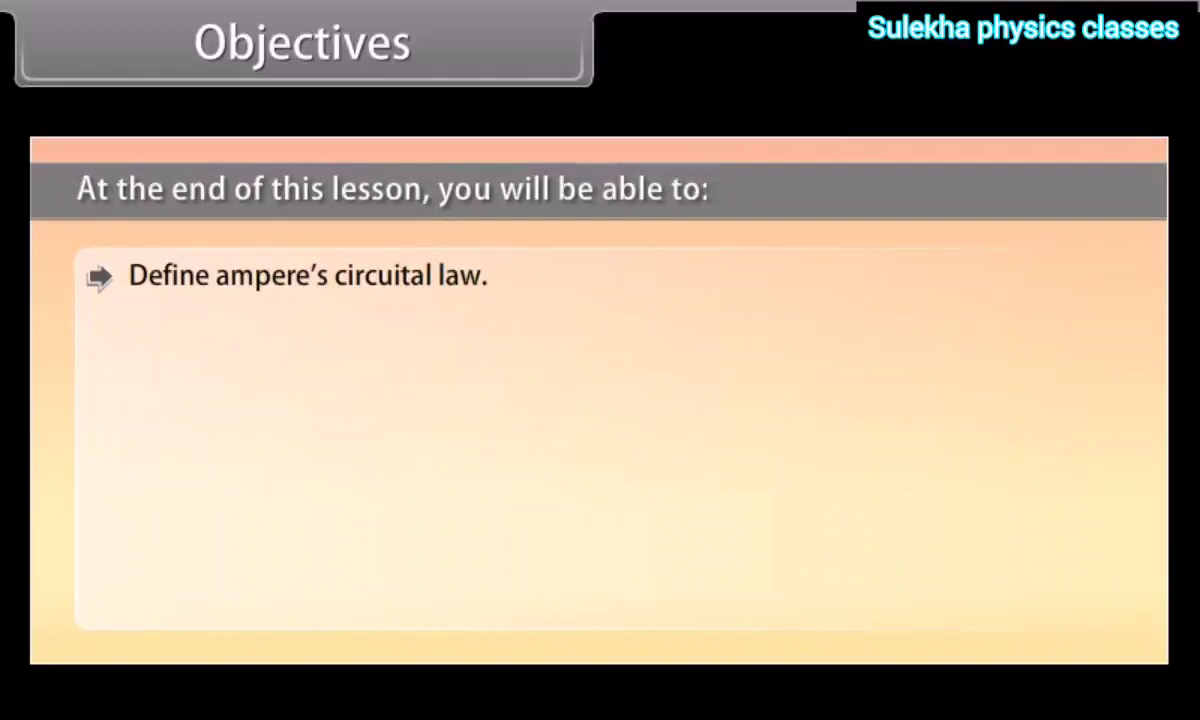 Objectives
Sulekha physics classes
At the end of this lesson, you will be able to:
Define ampere’s circuital law.